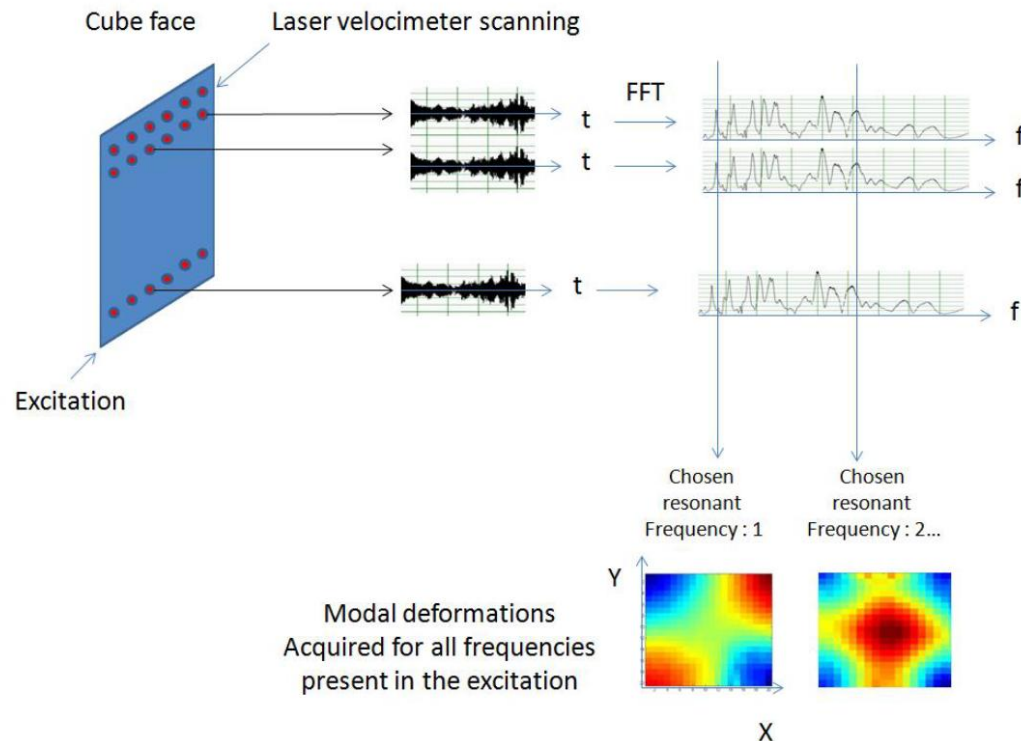 Cube face
Laser velocimeter scanning
t
FFT
f
t
f
t
f
Excitation
Chosen
resonant
Frequency : 1
Chosen
resonant
Frequency : 2...
Y
Modal deformations
Acquired for all frequencies
present in the excitation
X